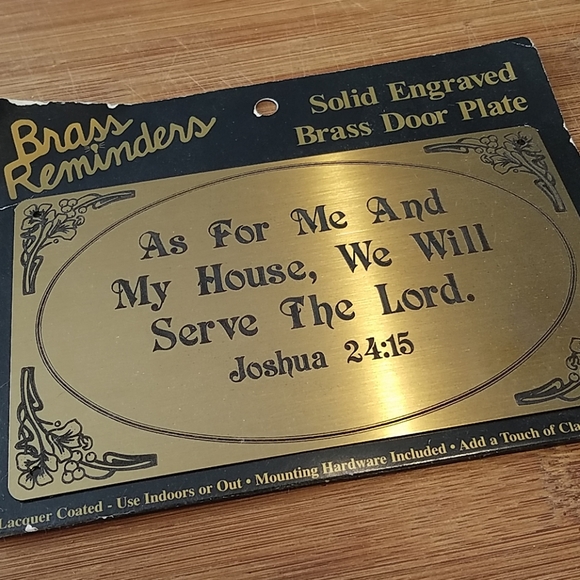 Brass
Reminders
Solid Engraved
Brass Door Plate
As For Me And
My House, We Will
Serve The Lord.
Joshua 24:15
Lacquer Coated - Use Indoors or Out • Mounting Hardware Included • Add a Touch of Cla